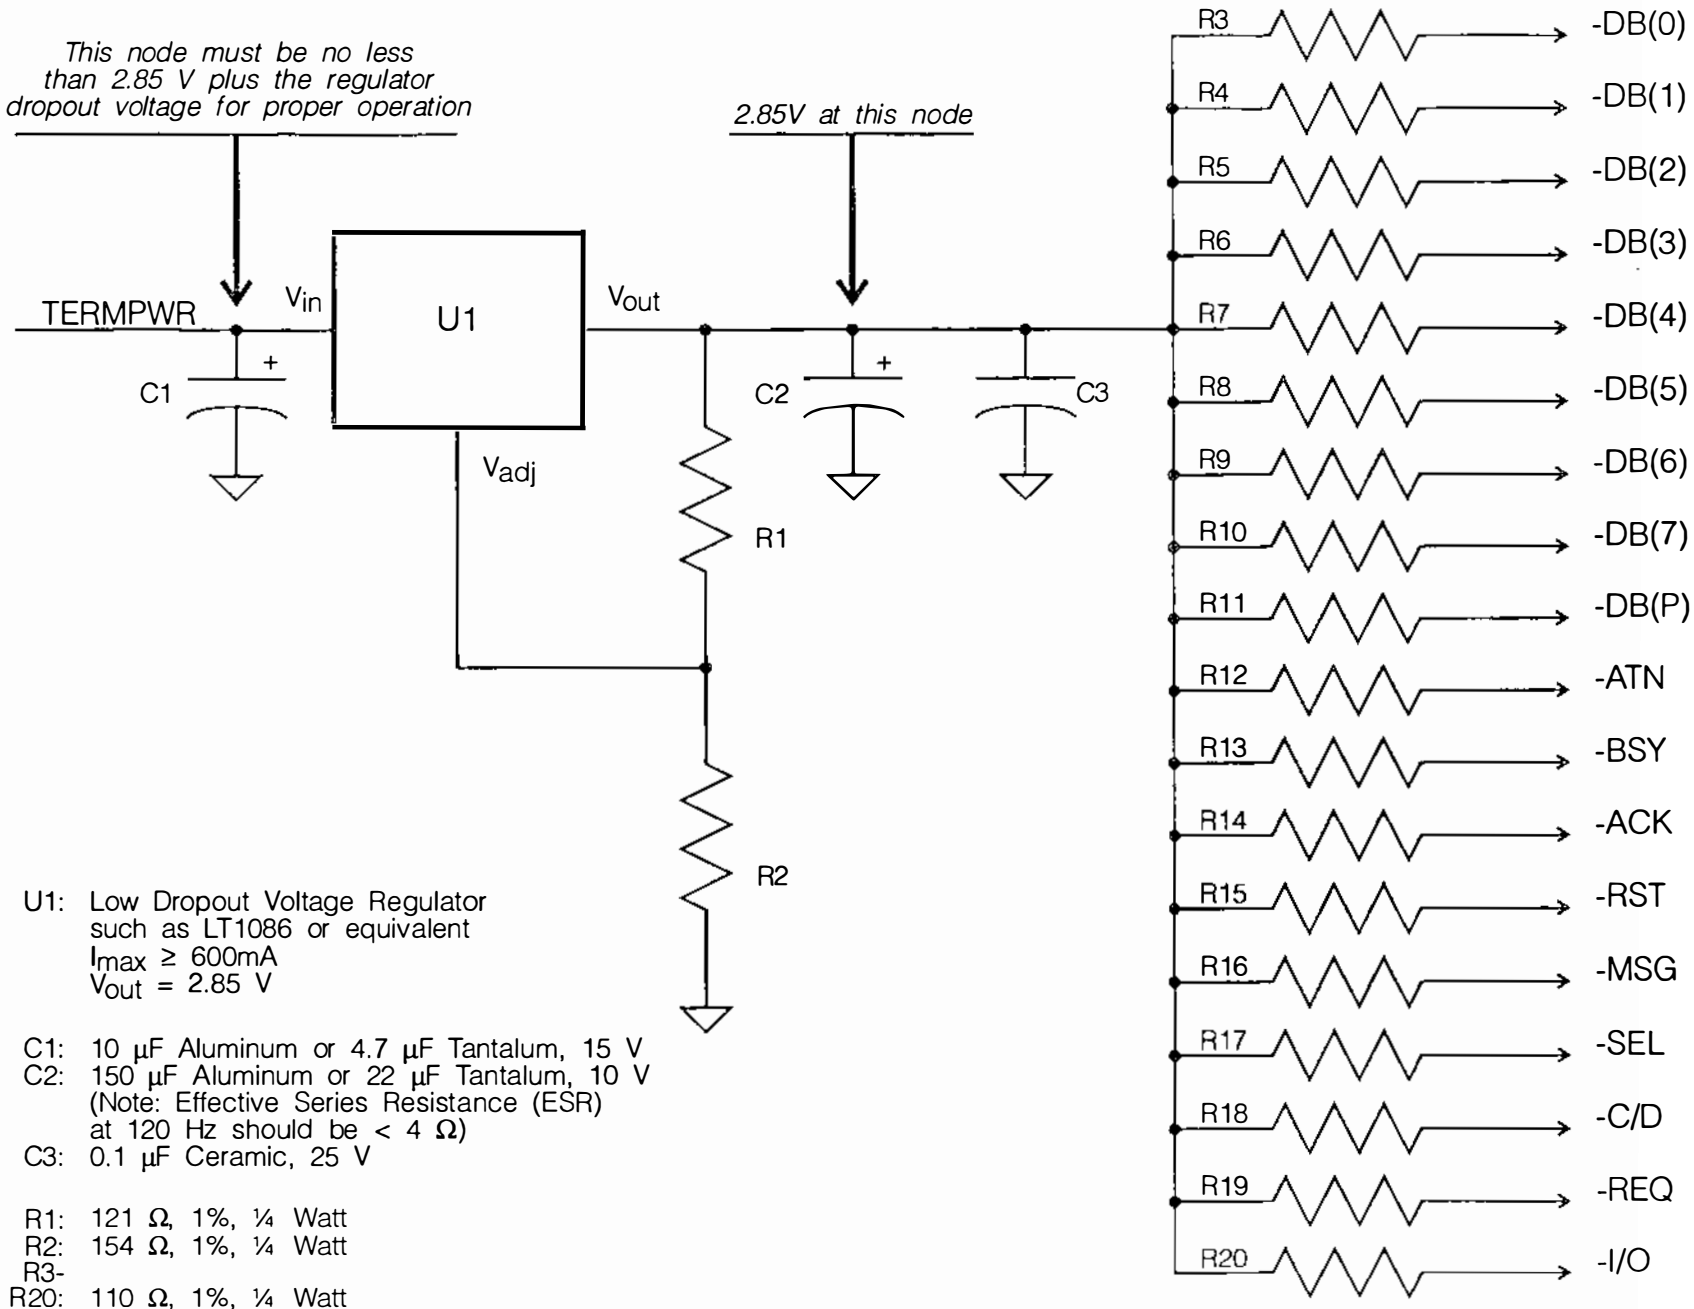 This node must be no less
than 2.85 V plus the regulator
dropout voltage for proper operation
2.85V at this node
TERMPWR
Vin
U1
Vout
Vadj
+
C1
+
C2
C3
R1
R2
R3 -DB(0)
R4 -DB(1)
R5 -DB(2)
R6 -DB(3)
R7 -DB(4)
R8 -DB(5)
R9 -DB(6)
R10 -DB(7)
R11 -DB(P)
R12 -ATN
R13 -BSY
R14 -ACK
R15 -RST
R16 -MSG
R17 -SEL
R18 -C/D
R19 -REQ
R20 -I/O
U1: Low Dropout Voltage Regulator
such as LT1086 or equivalent
Imax ≥ 600mA
Vout = 2.85 V
C1: 10 µF Aluminum or 4.7 µF Tantalum, 15 V
C2: 150 µF Aluminum or 22 µF Tantalum, 10 V
(Note: Effective Series Resistance (ESR)
at 120 Hz should be < 4 Ω)
C3: 0.1 µF Ceramic, 25 V
R1: 121 Ω, 1%, ¼ Watt
R2: 154 Ω, 1%, ¼ Watt
R3-
R20: 110 Ω, 1%, ¼ Watt